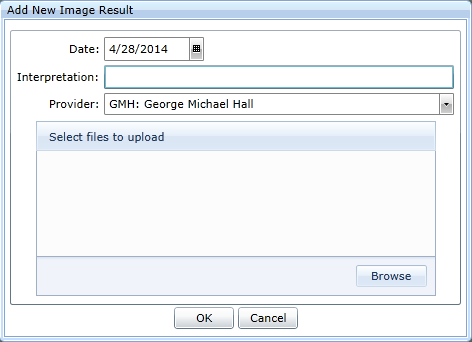 Add New Image Result
Date: 4/28/2014
Interpretation:
Provider: GMH: George Michael Hall
Select files to upload
Browse
OK Cancel